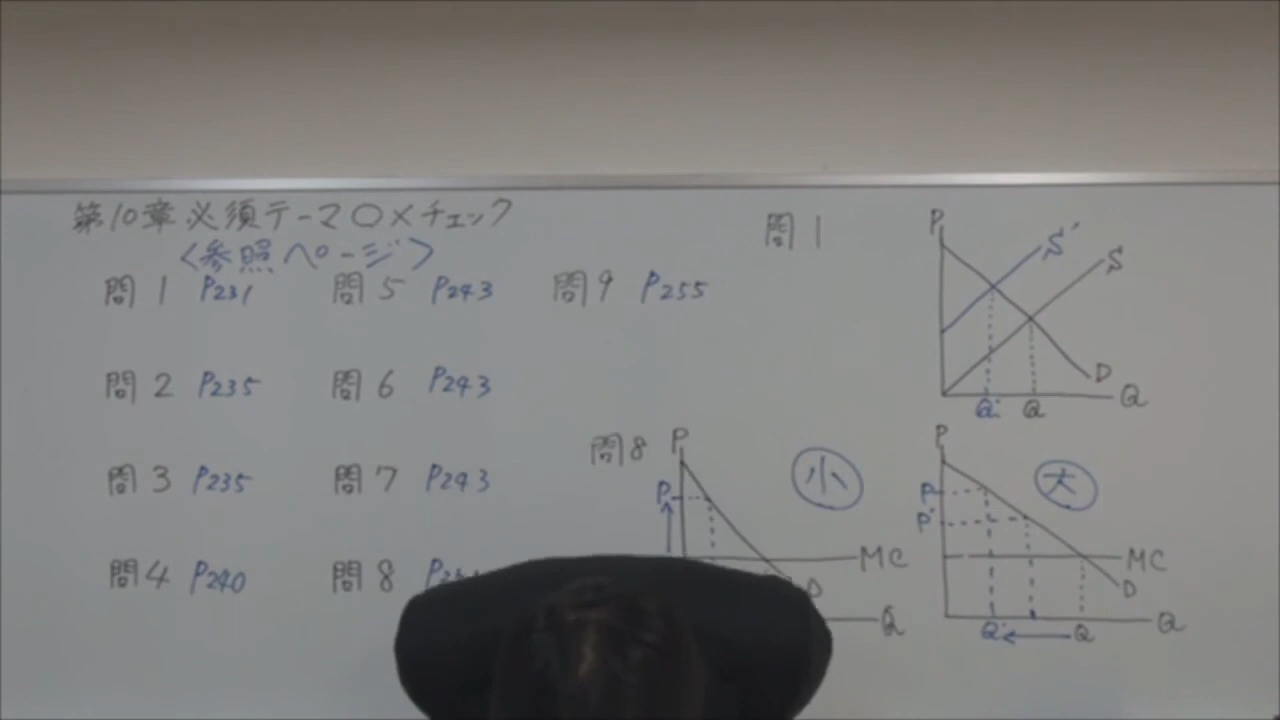 第10章必須テーマ〇×チェック
<参照ページ>
問1 P231 問5 P243 問9 P255
問2 P235 問6 P243
問3 P235 問7 P243
問4 P240 問8
問1
P
S'
S
D
Q' Q Q
問8
P
P
小
MC
D
Q
P
大
P
P'
MC
D
Q' Q Q